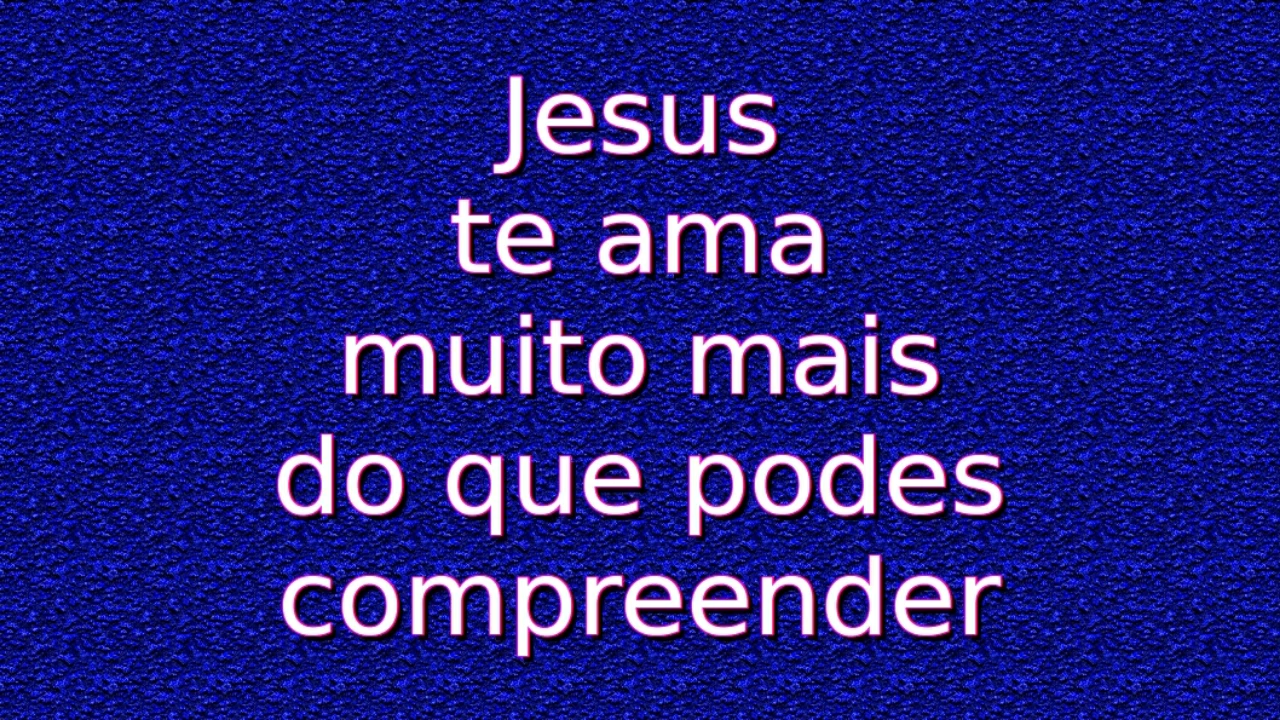 Jesus
te ama
muito mais
do que podes
compreender